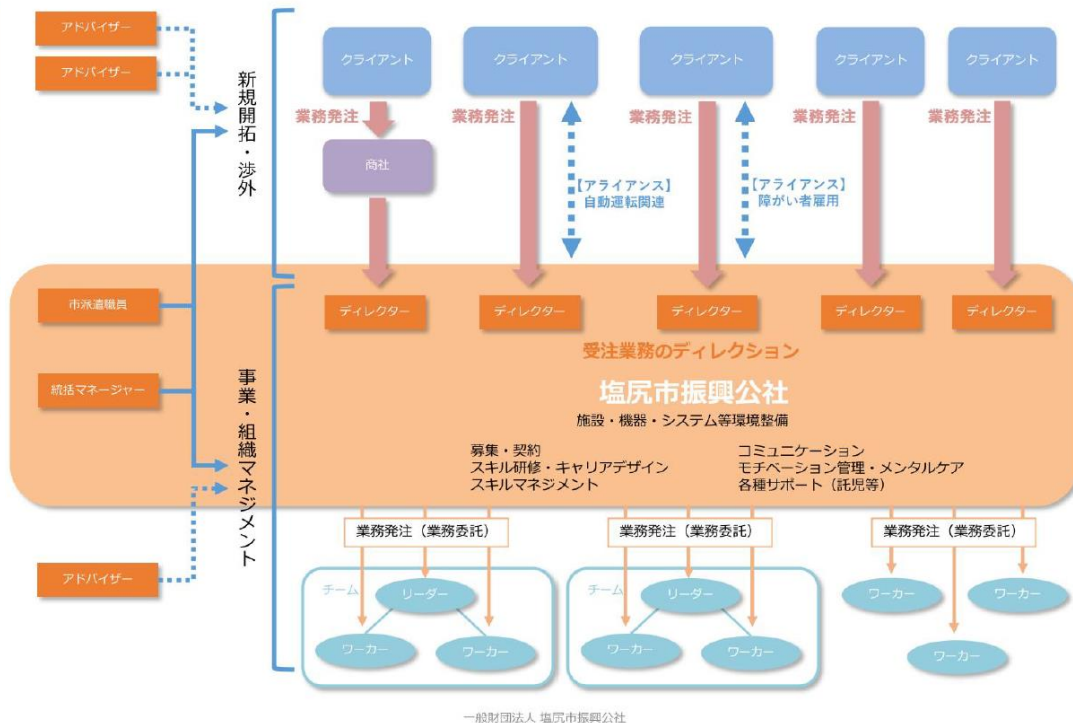 アドバイザー
アドバイザー
新規開拓・渉外
クライアント
クライアント
クライアント
クライアント
クライアント
業務発注
業務発注
業務発注
業務発注
業務発注
商社
【アライアンス】
自動運転関連
【アライアンス】
障がい者雇用
市派遣職員
統括マネージャー
事業・組織マネジメント
ディレクター
ディレクター
ディレクター
ディレクター
ディレクター
受注業務のディレクション
塩尻市振興公社
施設・機器・システム等環境整備
募集・契約
スキル研修・キャリアデザイン
スキルマネジメント
コミュニケーション
モチベーション管理・メンタルケア
各種サポート（託児等）
アドバイザー
業務発注（業務委託）
業務発注（業務委託）
業務発注（業務委託）
チーム
リーダー
ワーカー
ワーカー
チーム
リーダー
ワーカー
ワーカー
ワーカー
ワーカー
ワーカー
一般財団法人 塩尻市振興公社